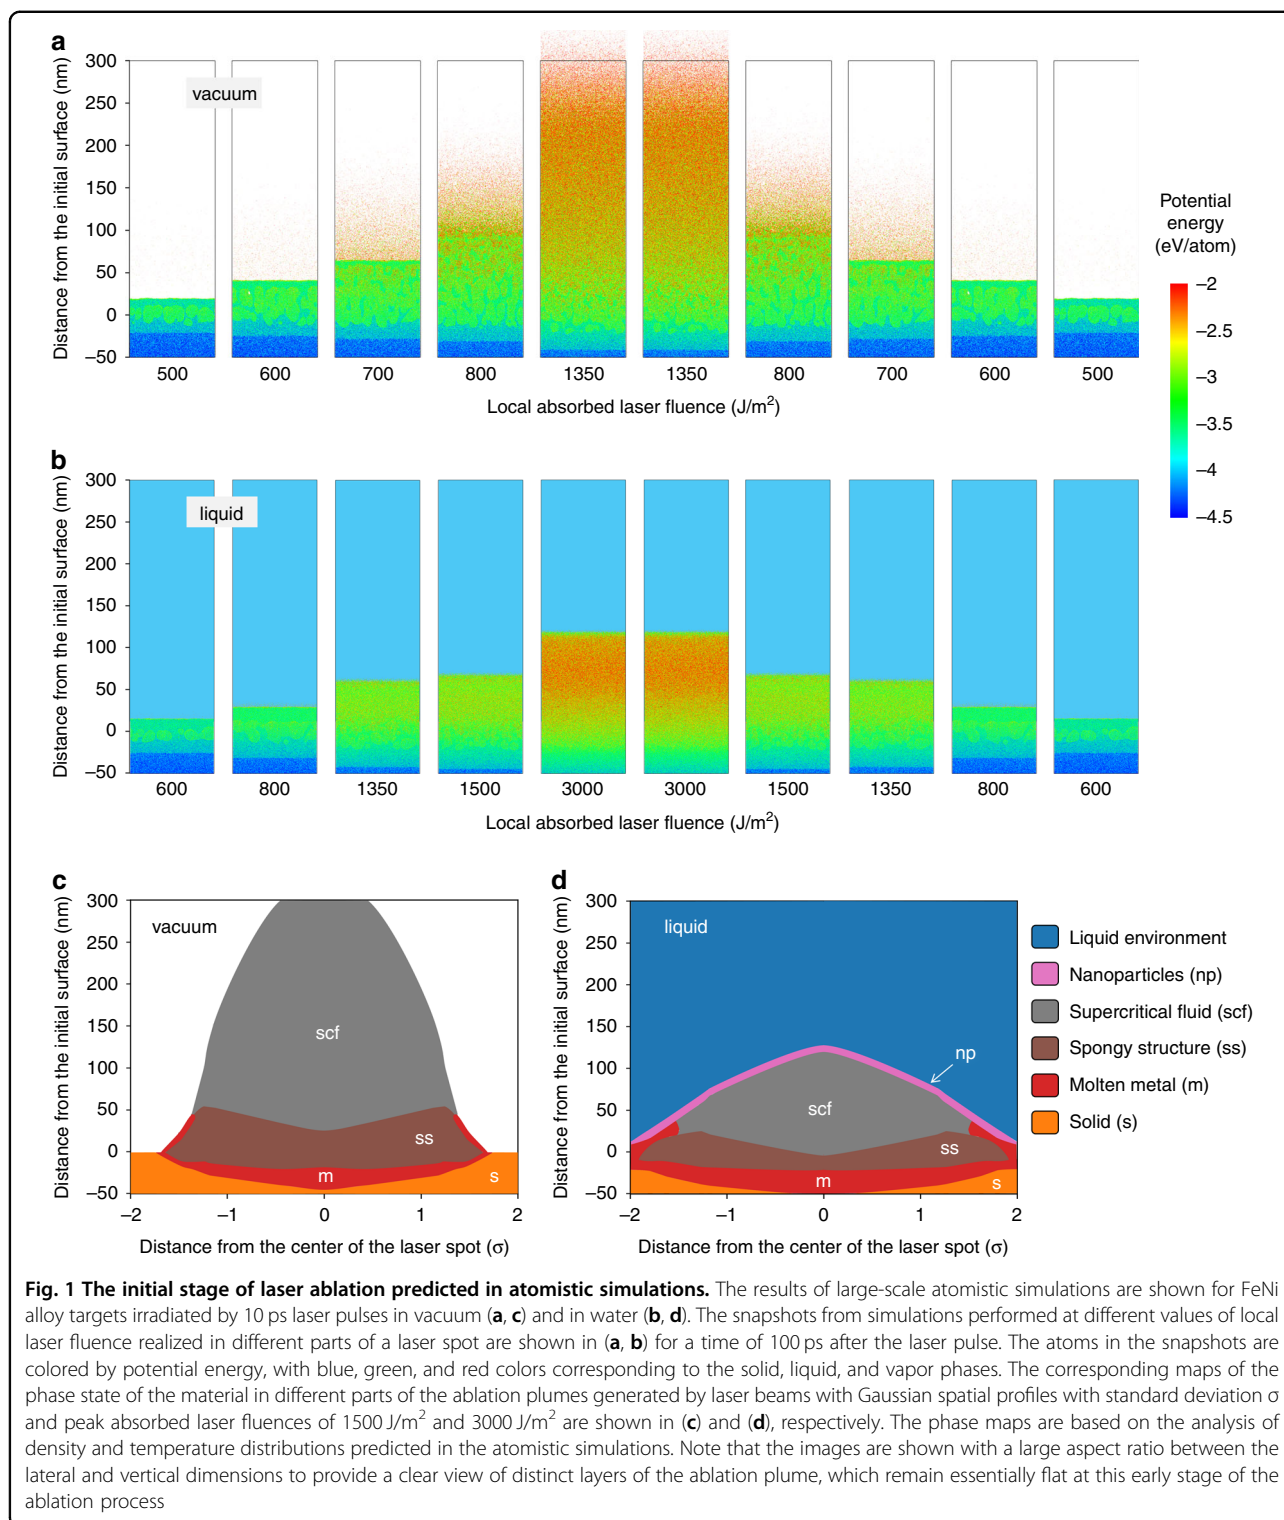 a
Distance from the initial surface (nm)
300
250
200
150
100
50
0
−50
vacuum
500 600 700 800 1350 1350 800 700 600 500
Local absorbed laser fluence (J/m²)
Potential
energy
(eV/atom)
−2
−2.5
−3
−3.5
−4
−4.5
b
Distance from the initial surface (nm)
300
250
200
150
100
50
0
−50
liquid
600 800 1350 1500 3000 3000 1500 1350 800 600
Local absorbed laser fluence (J/m²)
c
Distance from the initial surface (nm)
300
250
200
150
100
50
0
−50
vacuum
scf
ss
m
s
−2 −1 0 1 2
Distance from the center of the laser spot (σ)
d
Distance from the initial surface (nm)
300
250
200
150
100
50
0
−50
liquid
np
scf
ss
m
s
−2 −1 0 1 2
Distance from the center of the laser spot (σ)
Liquid environment
Nanoparticles (np)
Supercritical fluid (scf)
Spongy structure (ss)
Molten metal (m)
Solid (s)
Fig. 1 The initial stage of laser ablation predicted in atomistic simulations. The results of large-scale atomistic simulations are shown for FeNi
alloy targets irradiated by 10 ps laser pulses in vacuum (a, c) and in water (b, d). The snapshots from simulations performed at different values of local
laser fluence realized in different parts of a laser spot are shown in (a, b) for a time of 100 ps after the laser pulse. The atoms in the snapshots are
colored by potential energy, with blue, green, and red colors corresponding to the solid, liquid, and vapor phases. The corresponding maps of the
phase state of the material in different parts of the ablation plumes generated by laser beams with Gaussian spatial profiles with standard deviation σ
and peak absorbed laser fluences of 1500 J/m² and 3000 J/m² are shown in (c) and (d), respectively. The phase maps are based on the analysis of
density and temperature distributions predicted in the atomistic simulations. Note that the images are shown with a large aspect ratio between the
lateral and vertical dimensions to provide a clear view of distinct layers of the ablation plume, which remain essentially flat at this early stage of the
ablation process